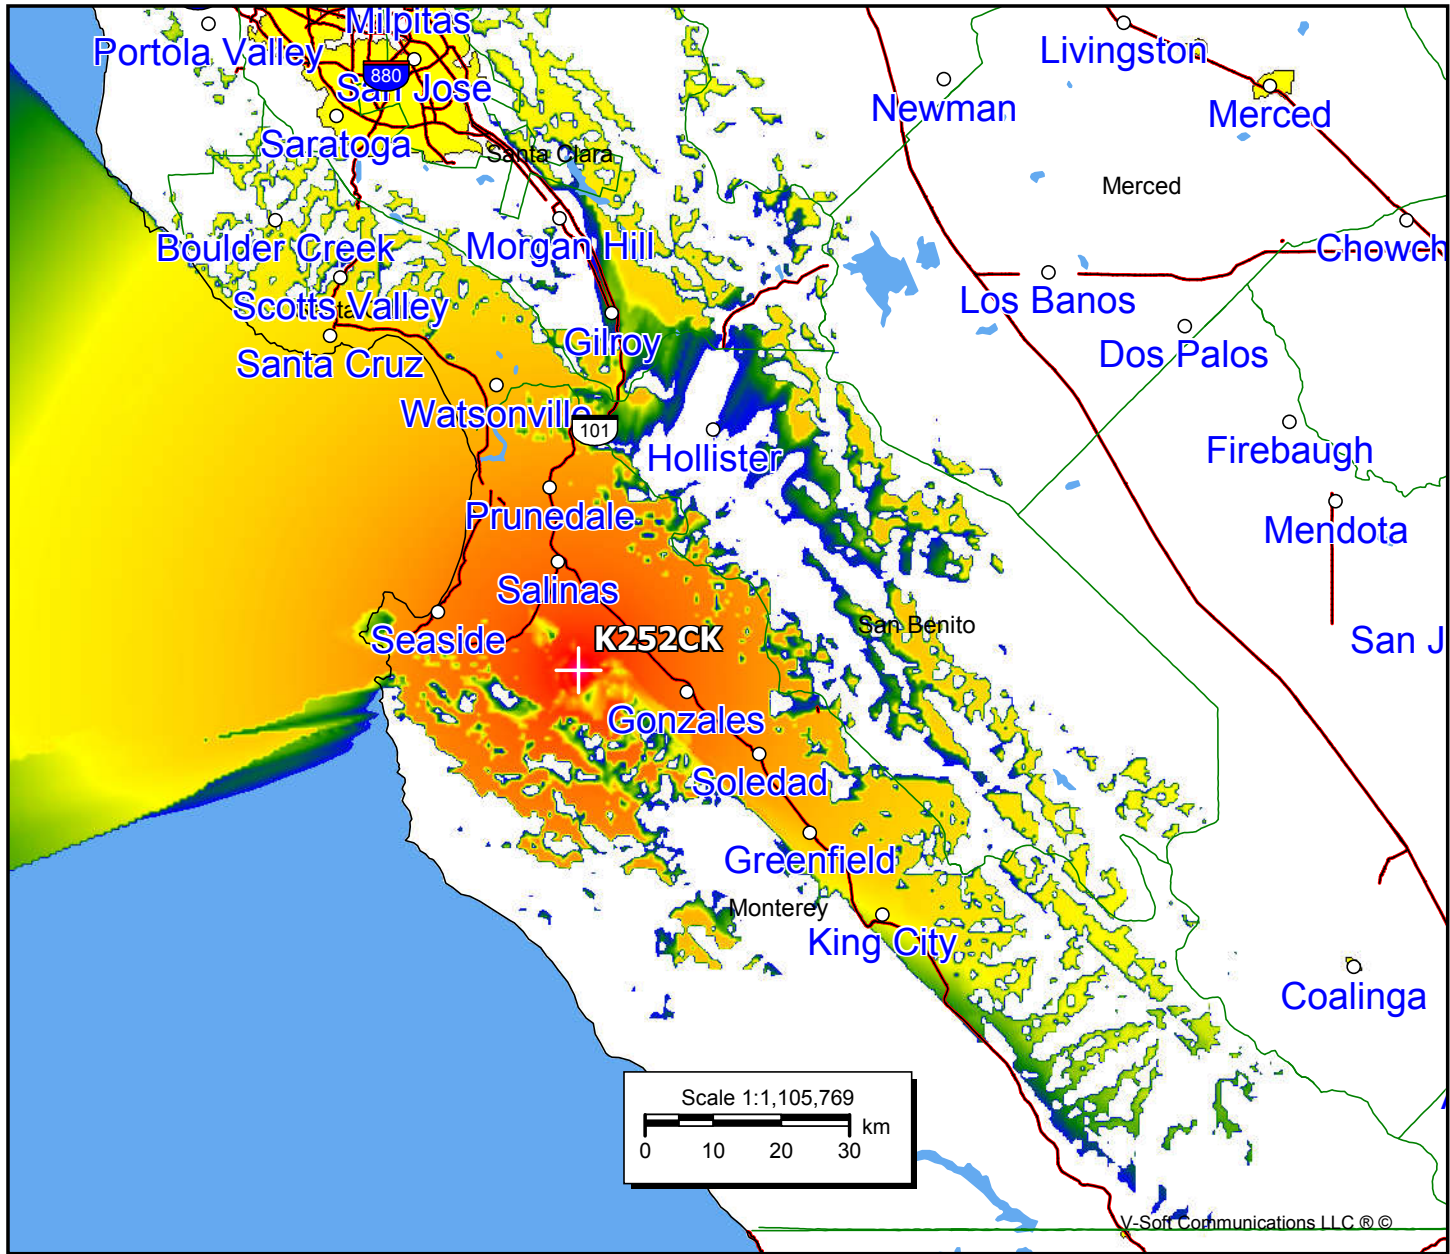 Milpitas
Portola Valley
880
San Jose
Livingston
Newman
Merced
Saratoga
Santa Clara
Merced
Boulder Creek
Morgan Hill
Chowch
Scotts Valley
Los Banos
Santa Cruz
Gilroy
Dos Palos
Watsonville
101
Hollister
Firebaugh
Prunedale
Mendota
Salinas
San Benito
Seaside
K252CK
San J
Gonzales
Soledad
Greenfield
Monterey
King City
Coalinga
Scale 1:1,105,769
km
0 10 20 30
V-Soft Communications LLC ® ©